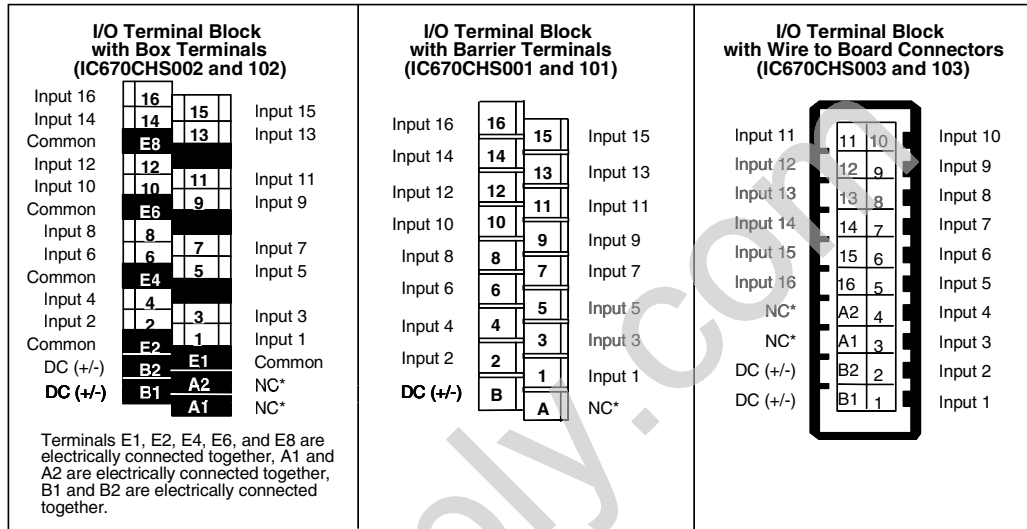 I/O Terminal Block
with Box Terminals
(IC670CHS002 and 102)
Input 16 16
15 Input 15
Input 14 14
13 Input 13
Common E8
Input 12 12
11 Input 11
Input 10 10
9 Input 9
Common E6
Input 8 8
7 Input 7
Input 6 6
5 Input 5
Common E4
Input 4 4
3 Input 3
Input 2 2
1 Input 1
Common E2
E1 Common
DC (+/-) B2
A2 NC*
DC (+/-) B1
A1 NC*
Terminals E1, E2, E4, E6, and E8 are
electrically connected together, A1 and
A2 are electrically connected together,
B1 and B2 are electrically connected
together.
I/O Terminal Block
with Barrier Terminals
(IC670CHS001 and 101)
Input 16 16
15 Input 15
Input 14 14
13 Input 13
Input 12 12
11 Input 11
Input 10 10
9 Input 9
Input 8 8
7 Input 7
Input 6 6
5 Input 5
Input 4 4
3 Input 3
Input 2 2
1 Input 1
DC (+/-) B
A NC*
I/O Terminal Block
with Wire to Board Connectors
(IC670CHS003 and 103)
Input 11 11 10 Input 10
Input 12 12 9 Input 9
Input 13 13 8 Input 8
Input 14 14 7 Input 7
Input 15 15 6 Input 6
Input 16 16 5 Input 5
NC* A2 4 Input 4
NC* A1 3 Input 3
DC (+/-) B2 2 Input 2
DC (+/-) B1 1 Input 1